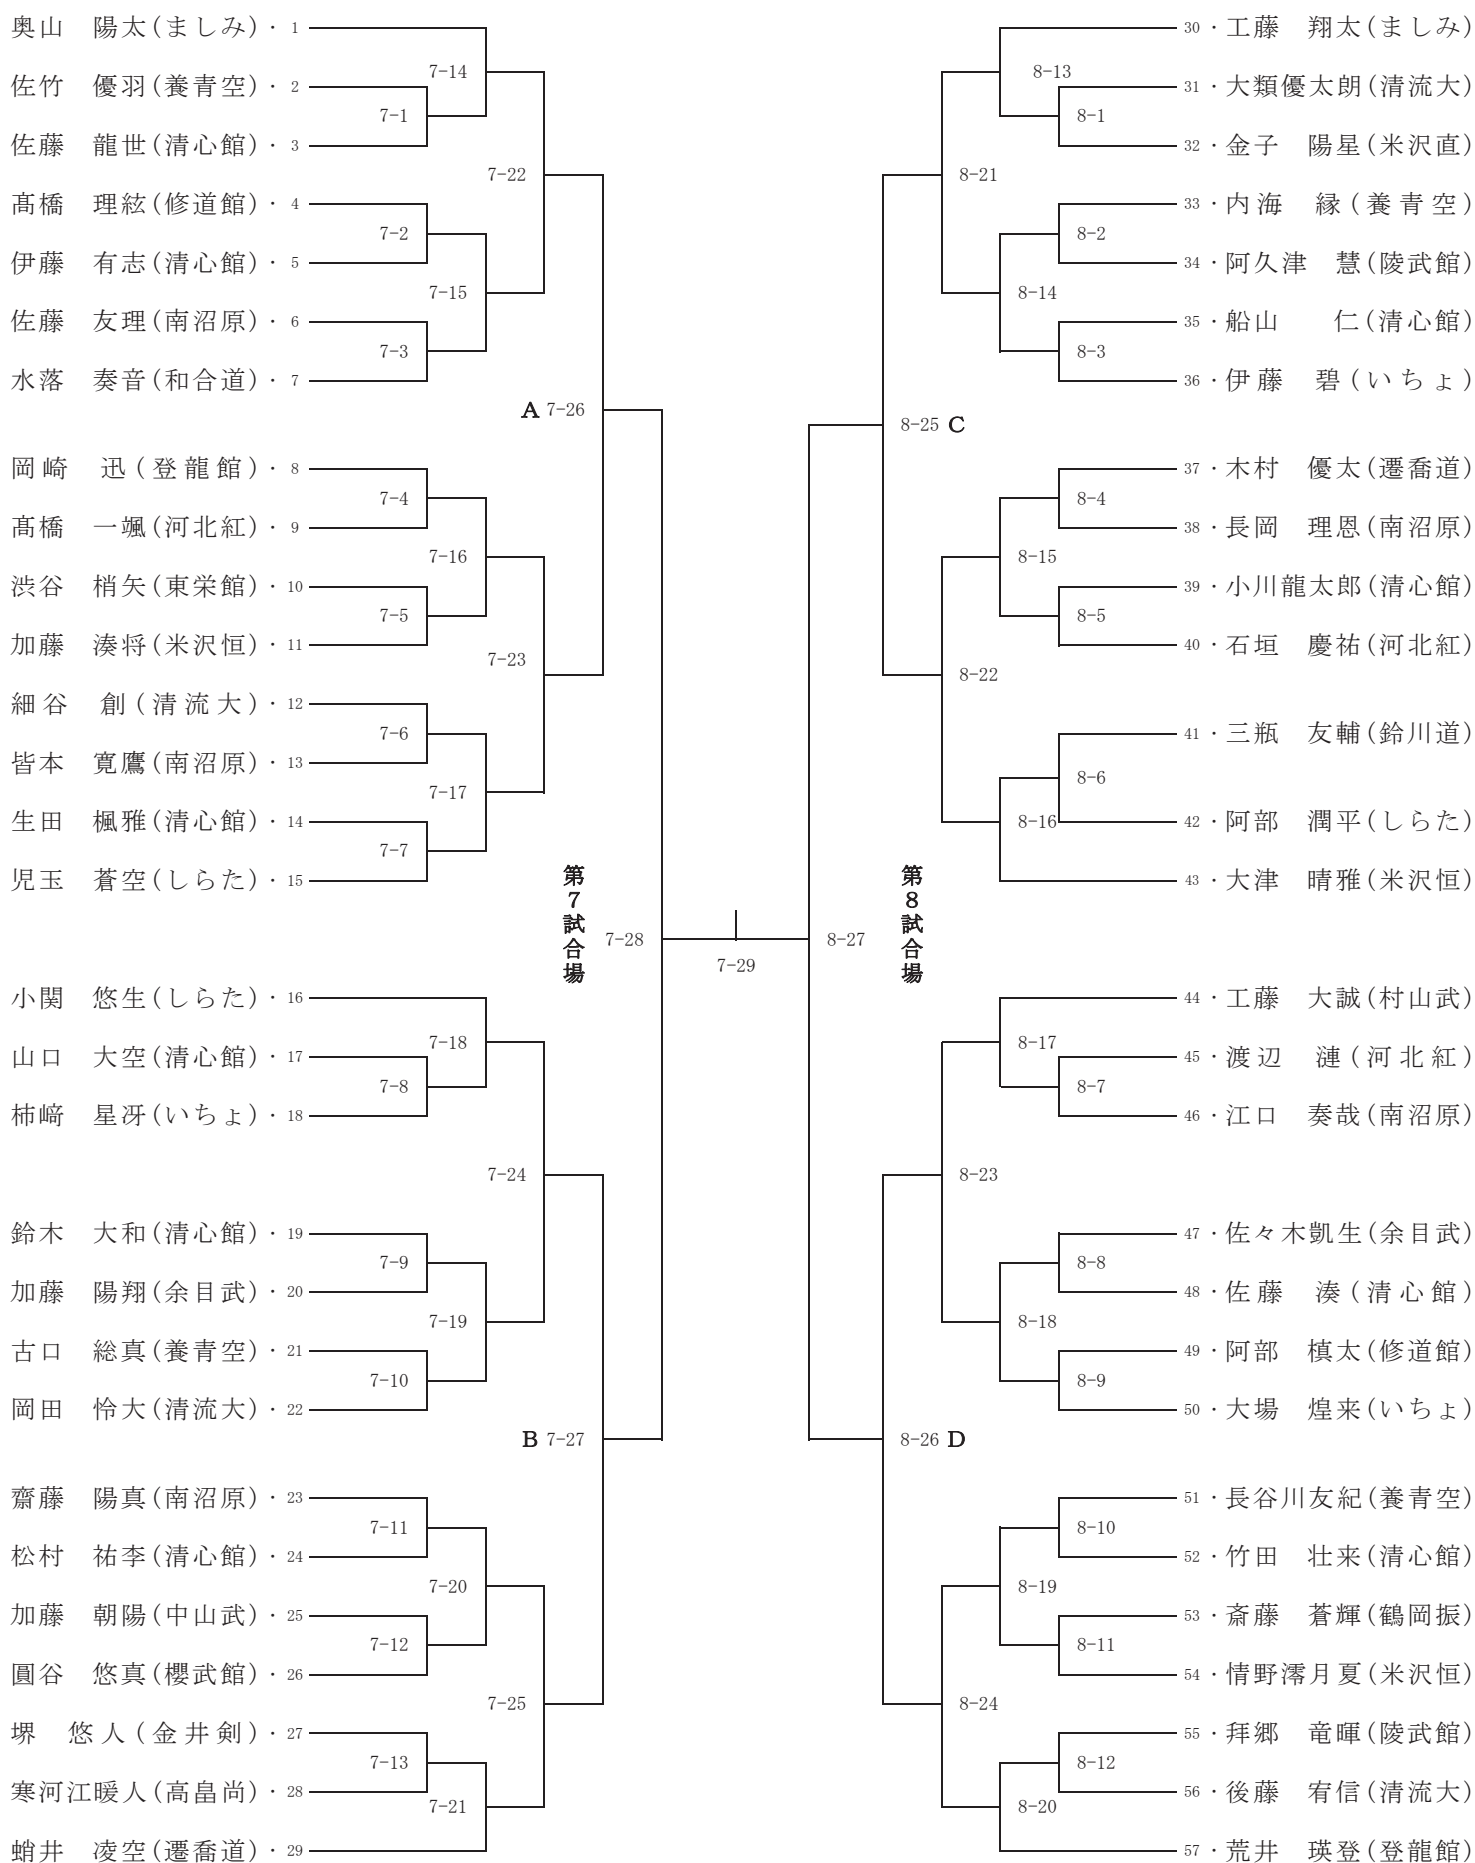 奥山　陽太(ましみ)・ 1
7-14
佐竹　優羽(養青空)・ 2
7-1
佐藤　龍世(清心館)・ 3
7-22
髙橋　理絃(修道館)・ 4
7-2
伊藤　有志(清心館)・ 5
7-15
佐藤　友理(南沼原)・ 6
7-3
水落　奏音(和合道)・ 7
A 7-26
岡崎　迅(登龍館)・ 8
7-4
髙橋　一颯(河北紅)・ 9
7-16
渋谷　梢矢(東栄館)・ 10
7-5
加藤　湊将(米沢恒)・ 11
7-23
細谷　創(清流大)・ 12
7-6
皆本　寛鷹(南沼原)・ 13
7-17
生田　楓雅(清心館)・ 14
7-7
児玉　蒼空(しらた)・ 15
第7試合場
7-28
小関　悠生(しらた)・ 16
7-18
山口　大空(清心館)・ 17
7-8
柿﨑　星冴(いちょ)・ 18
7-24
鈴木　大和(清心館)・ 19
7-9
加藤　陽翔(余目武)・ 20
7-19
古口　総真(養青空)・ 21
7-10
岡田　怜大(清流大)・ 22
B 7-27
齋藤　陽真(南沼原)・ 23
7-11
松村　祐李(清心館)・ 24
7-20
加藤　朝陽(中山武)・ 25
7-12
圓谷　悠真(櫻武館)・ 26
7-25
堺　悠人(金井剣)・ 27
7-13
寒河江暖人(高畠尚)・ 28
7-21
蛸井　凌空(遷喬道)・ 29
7-29
30 ・工藤　翔太(ましみ)
8-13
31 ・大類優太朗(清流大)
8-1
32 ・金子　陽星(米沢直)
8-21
33 ・内海　縁(養青空)
8-2
34 ・阿久津　慧(陵武館)
8-14
35 ・船山　仁(清心館)
8-3
36 ・伊藤　碧(いちょ)
8-25 C
37 ・木村　優太(遷喬道)
8-4
38 ・長岡　理恩(南沼原)
8-15
39 ・小川龍太郎(清心館)
8-5
40 ・石垣　慶祐(河北紅)
8-22
41 ・三瓶　友輔(鈴川道)
8-6
8-16
42 ・阿部　潤平(しらた)
43 ・大津　晴雅(米沢恒)
第8試合場
8-27
44 ・工藤　大誠(村山武)
8-17
45 ・渡辺　漣(河北紅)
8-7
46 ・江口　奏哉(南沼原)
8-23
47 ・佐々木凱生(余目武)
8-8
48 ・佐藤　湊(清心館)
8-18
49 ・阿部　槙太(修道館)
8-9
50 ・大場　煌来(いちょ)
8-26 D
51 ・長谷川友紀(養青空)
8-10
52 ・竹田　壮来(清心館)
8-19
53 ・斎藤　蒼輝(鶴岡振)
8-11
54 ・情野澪月夏(米沢恒)
8-24
55 ・拜郷　竜暉(陵武館)
8-12
56 ・後藤　宥信(清流大)
8-20
57 ・荒井　瑛登(登龍館)